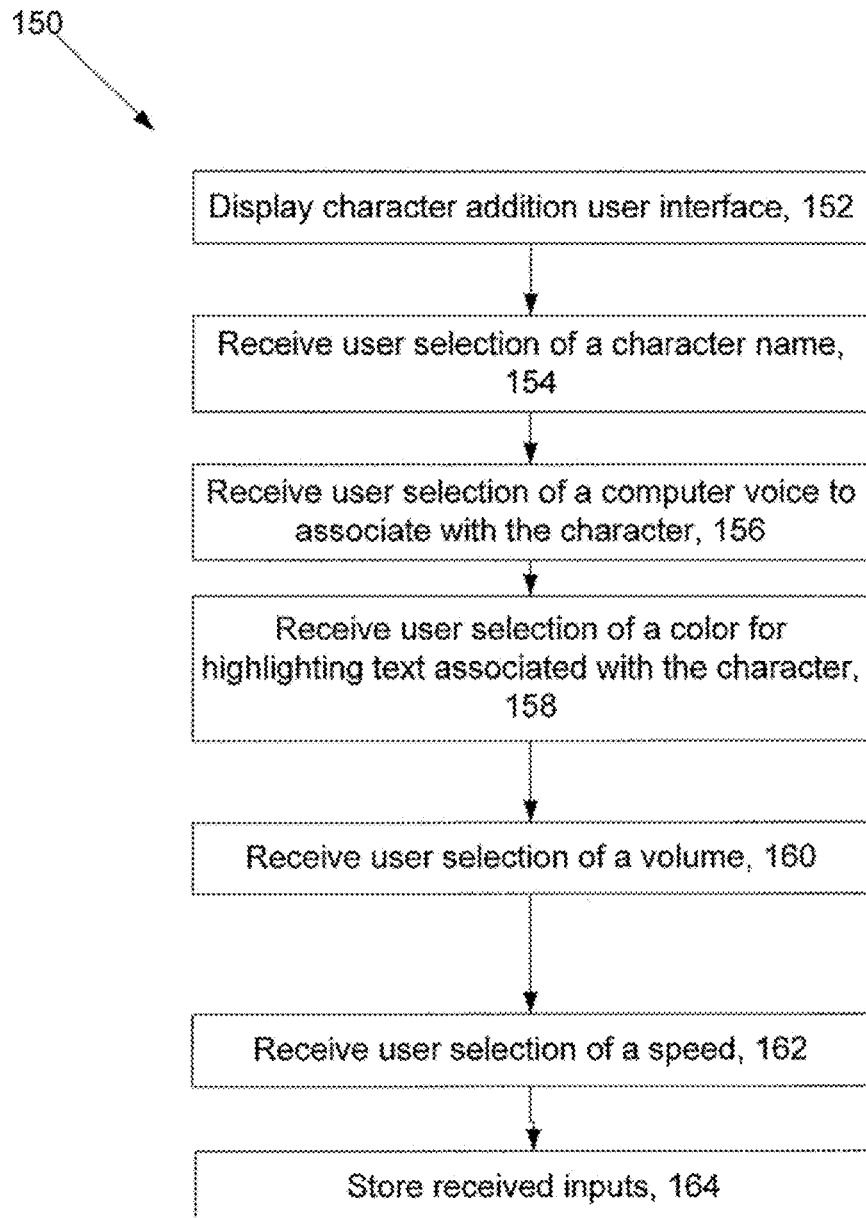 150
Display character addition user interface, 152
Receive user selection of a character name,
154
Receive user selection of a computer voice to
associate with the character, 156
Receive user selection of a color for
highlighting text associated with the character,
158
Receive user selection of a volume, 160
Receive user selection of a speed, 162
Store received inputs, 164